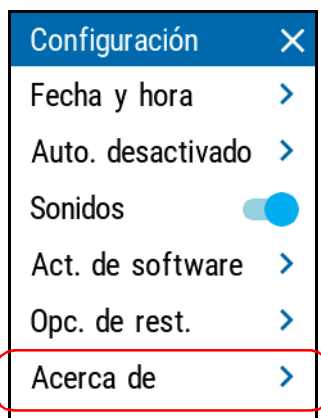 Configuración
Fecha y hora
Auto. desactivado
Sonidos
Act. de software
Opc. de rest.
Acerca de